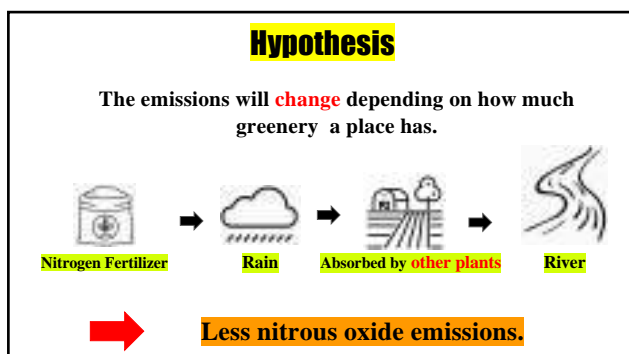 Hypothesis
The emissions will change depending on how much
greenery a place has.
Nitrogen Fertilizer
Rain
Absorbed by other plants
River
Less nitrous oxide emissions.